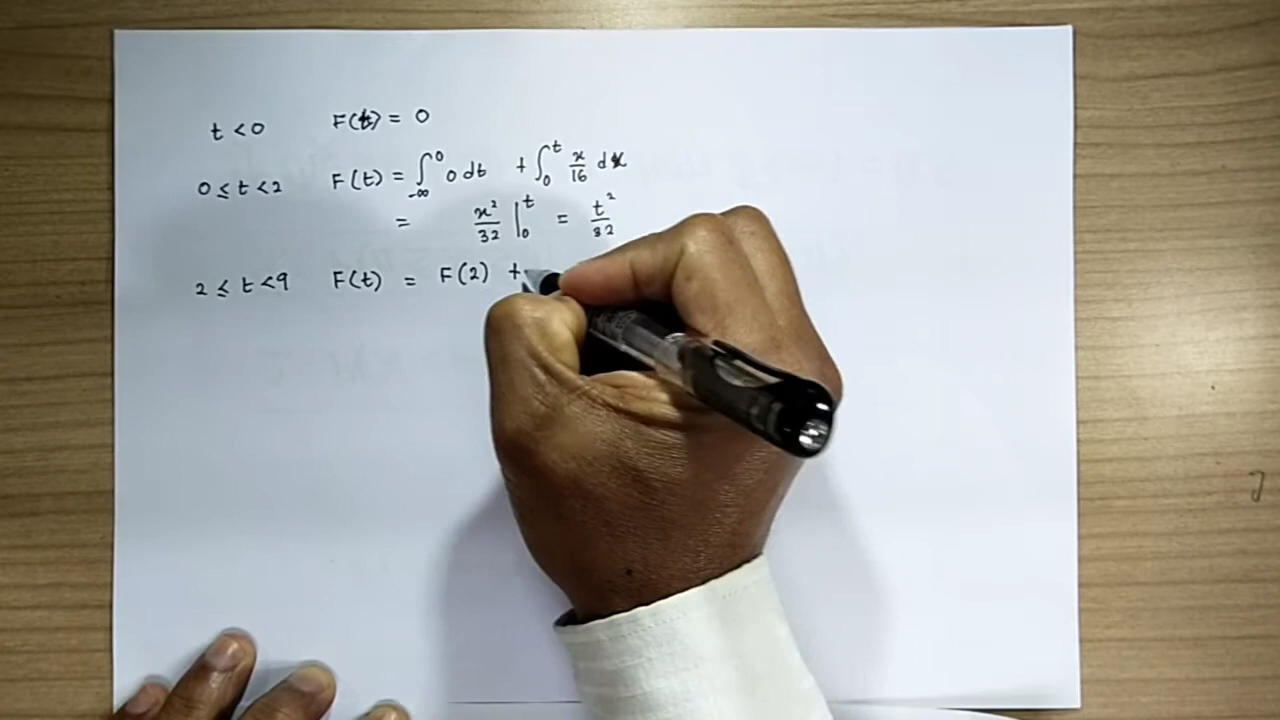 t < 0 F(t) = 0
0 ≤ t < 2 F(t) = ∫_{-∞}^{0} 0 dt + ∫_{0}^{t} x/16 dx
= x²/32 |_{0}^{t} = t²/32
2 ≤ t < 9 F(t) = F(2) +